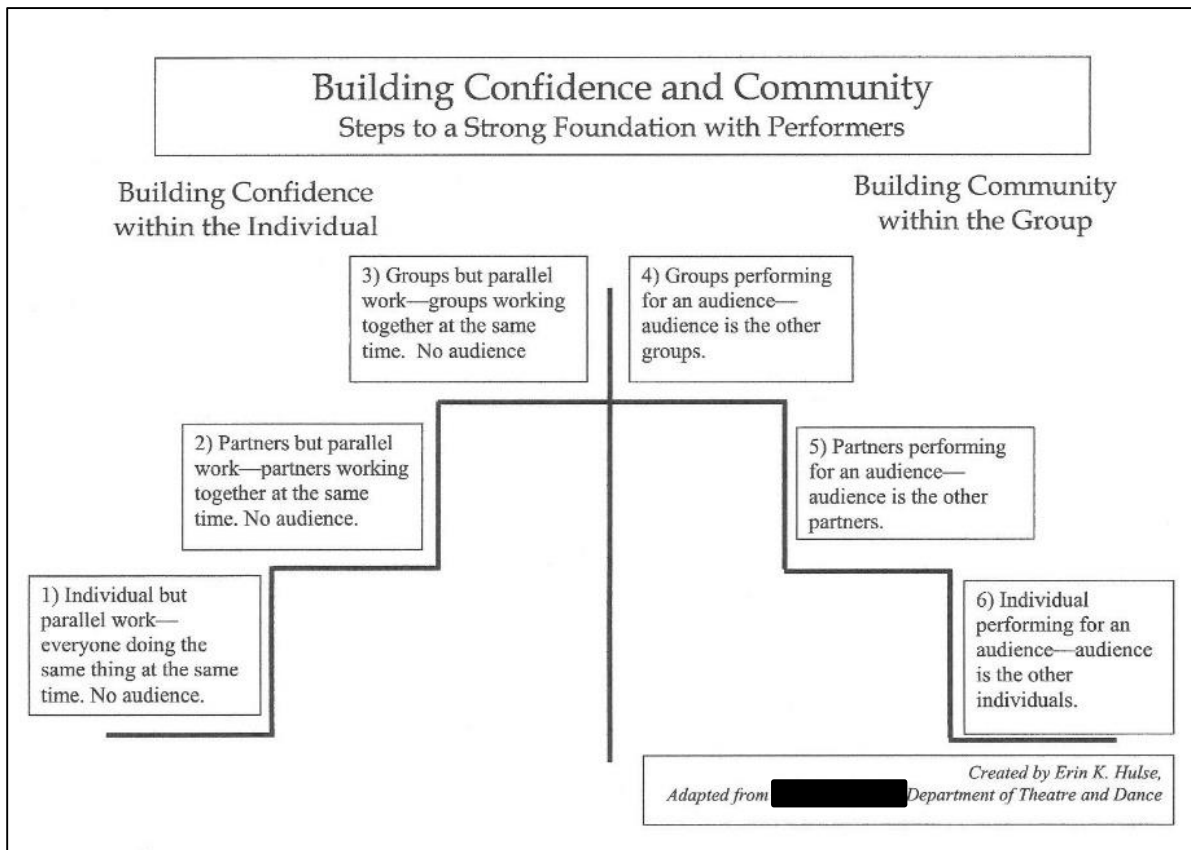 Building Confidence and Community
Steps to a Strong Foundation with Performers
Building Confidence
within the Individual
Building Community
within the Group
3) Groups but parallel
work—groups working
together at the same
time. No audience
4) Groups performing
for an audience—
audience is the other
groups.
2) Partners but parallel
work—partners working
together at the same
time. No audience.
5) Partners performing
for an audience—
audience is the other
partners.
1) Individual but
parallel work—
everyone doing the
same thing at the same
time. No audience.
6) Individual
performing for an
audience—audience
is the other
individuals.
Created by Erin K. Hulse,
Adapted from Department of Theatre and Dance